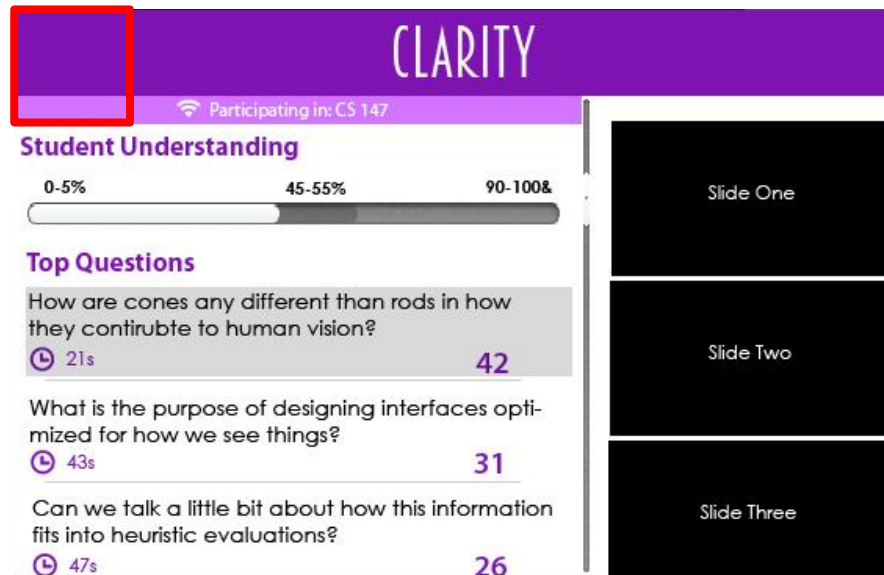 CLARITY
Participating in: CS 147
Student Understanding
0-5% 45-55% 90-100&
Top Questions
How are cones any different than rods in how
they contirubte to human vision?
21s 42
What is the purpose of designing interfaces opti-
mized for how we see things?
43s 31
Can we talk a little bit about how this information
fits into heuristic evaluations?
47s 26
Slide One
Slide Two
Slide Three